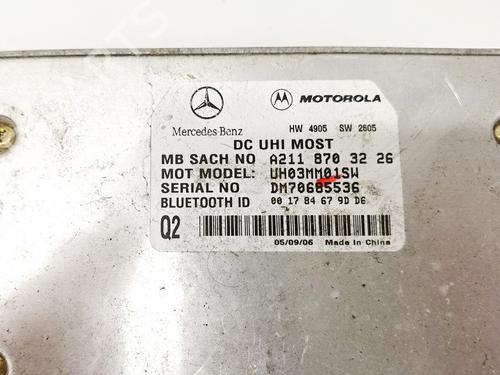 Mercedes-Benz
MOTOROLA
HW 4905 SW 2605
DC UHI MOST
MB SACH NO A211 870 32 26
MOT MODEL: UH03MM01SW
SERIAL NO DM70685536
BLUETOOTH ID 00 17 84 67 9D D6
Q2
05/09/06 Made in China